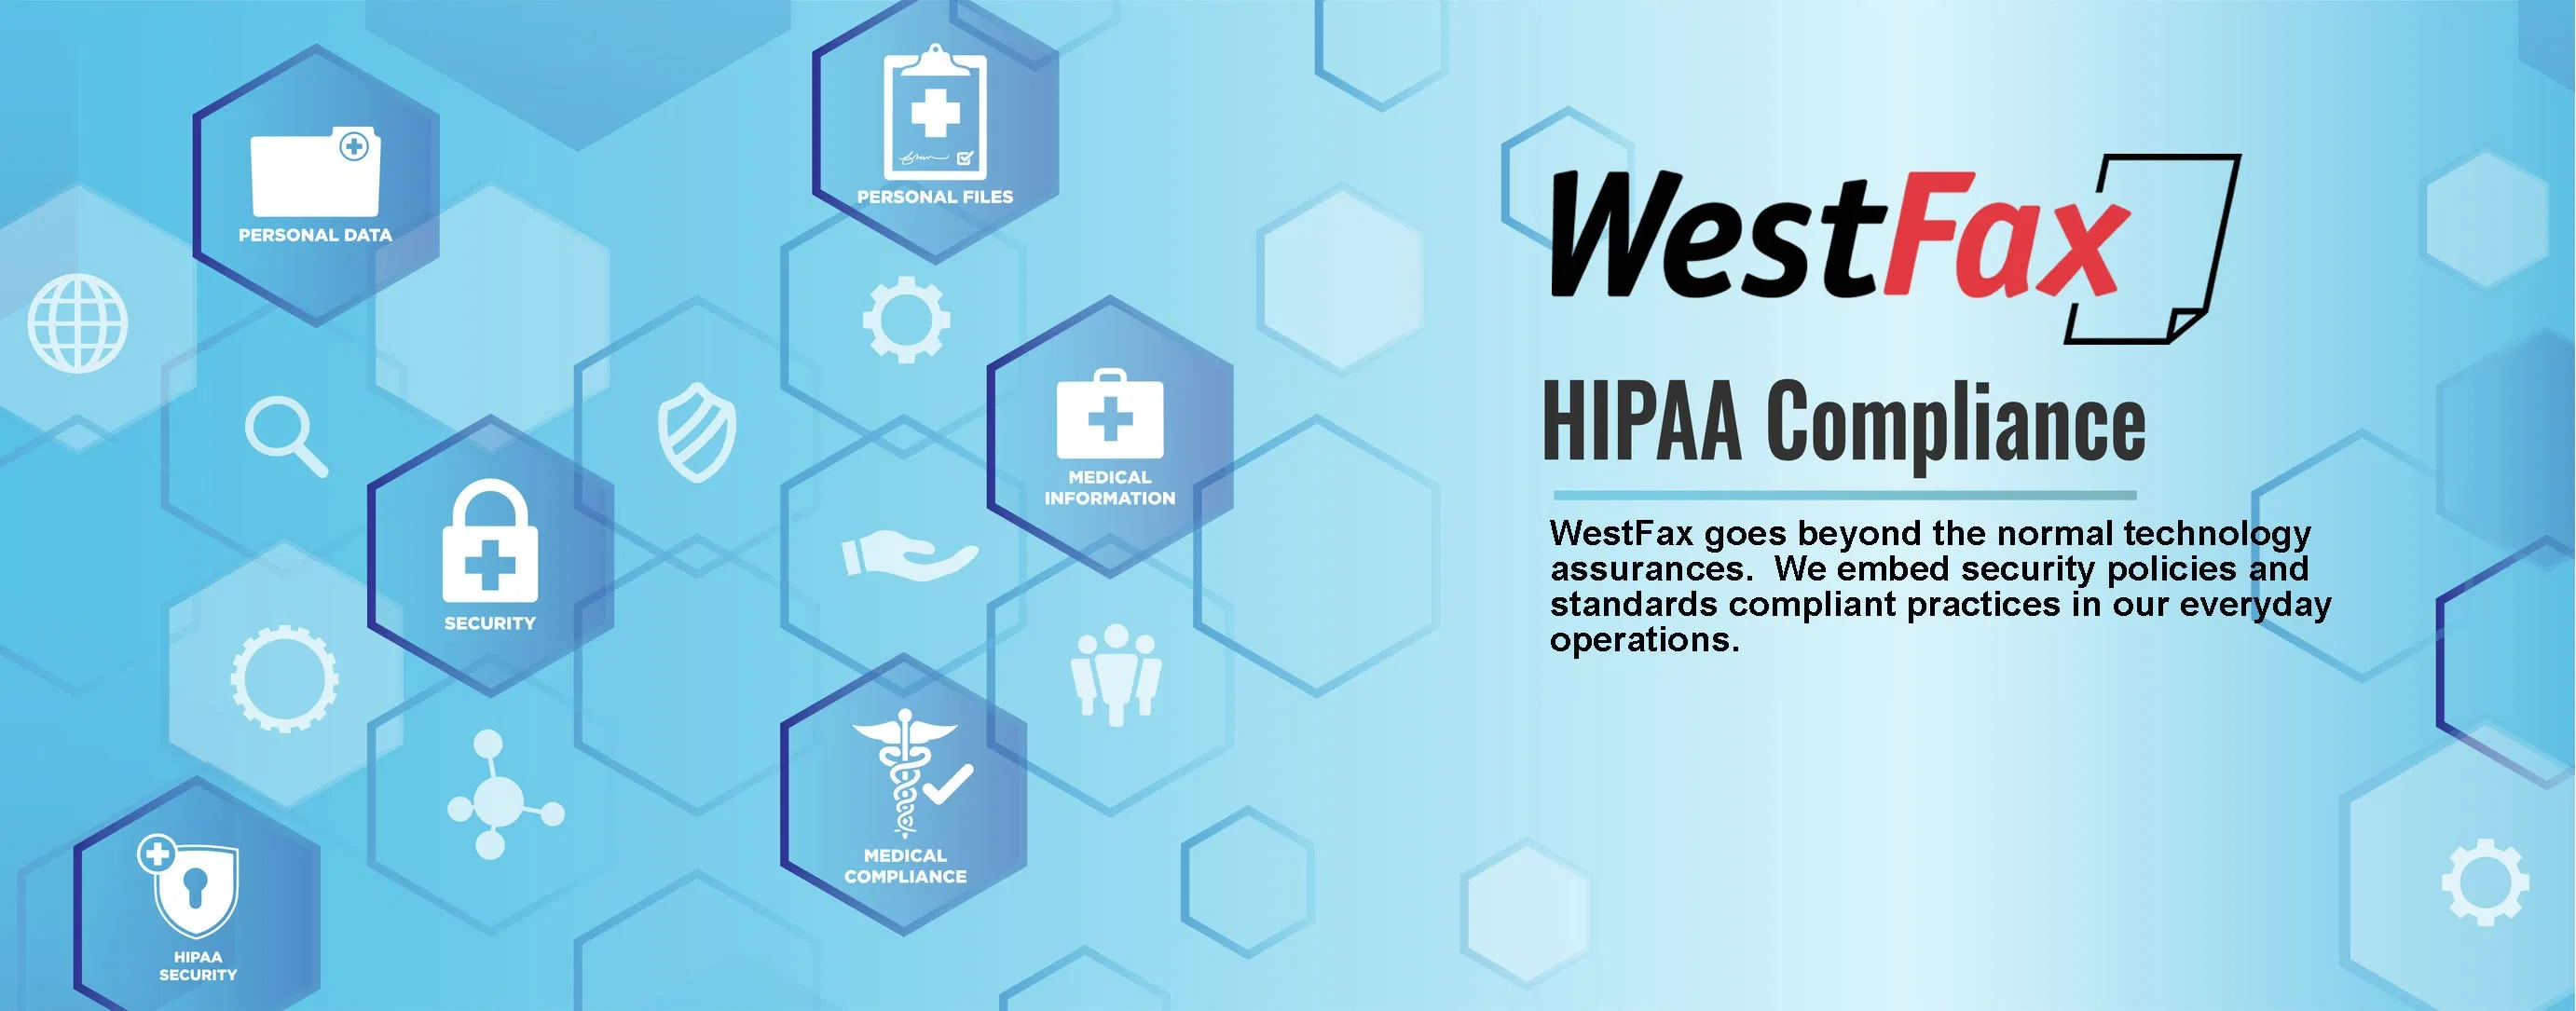 PERSONAL DATA
PERSONAL FILES
MEDICAL
INFORMATION
SECURITY
MEDICAL
COMPLIANCE
HIPAA
SECURITY
WestFax
HIPAA Compliance
WestFax goes beyond the normal technology
assurances.  We embed security policies and
standards compliant practices in our everyday
operations.